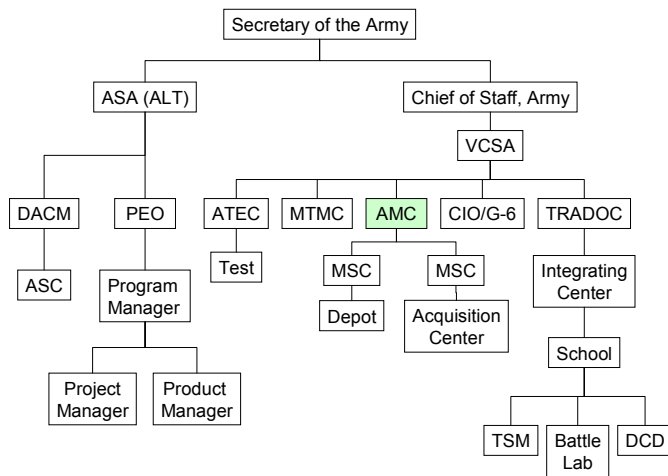 Secretary of the Army
ASA (ALT)
Chief of Staff, Army
VCSA
DACM
PEO
ATEC
MTMC
AMC
CIO/G-6
TRADOC
ASC
Program
Manager
Test
MSC
MSC
Integrating
Center
Depot
Acquisition
Center
School
Project
Manager
Product
Manager
TSM
Battle
Lab
DCD